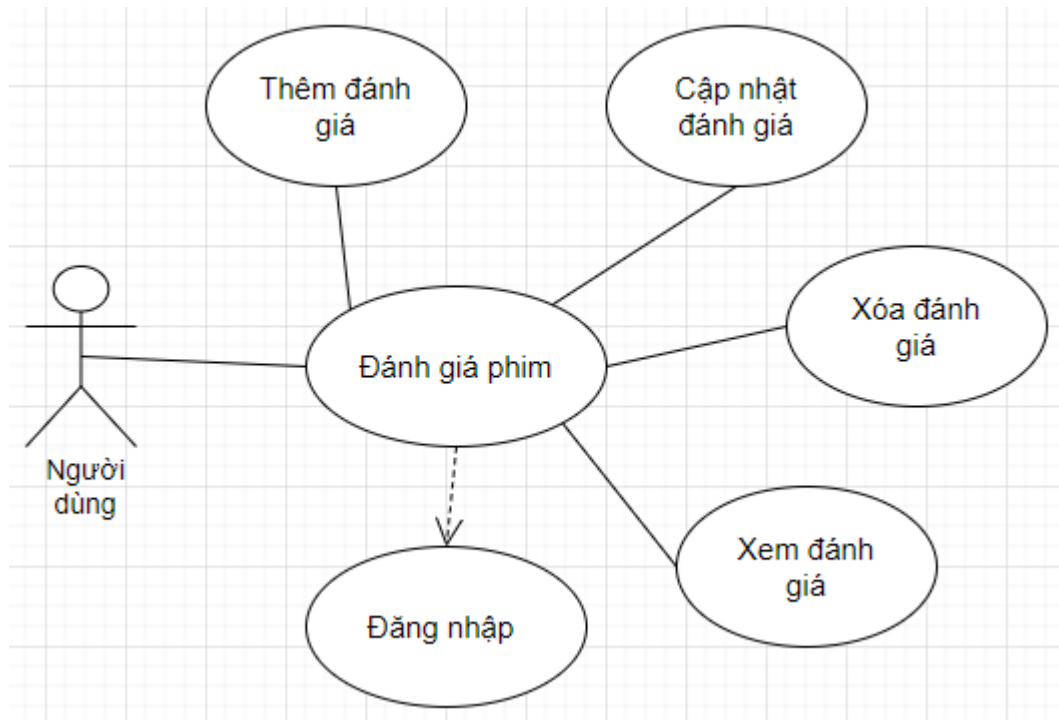 Thêm đánh
giá
Cập nhật
đánh giá
Xóa đánh
giá
Đánh giá phim
Người
dùng
Xem đánh
giá
Đăng nhập